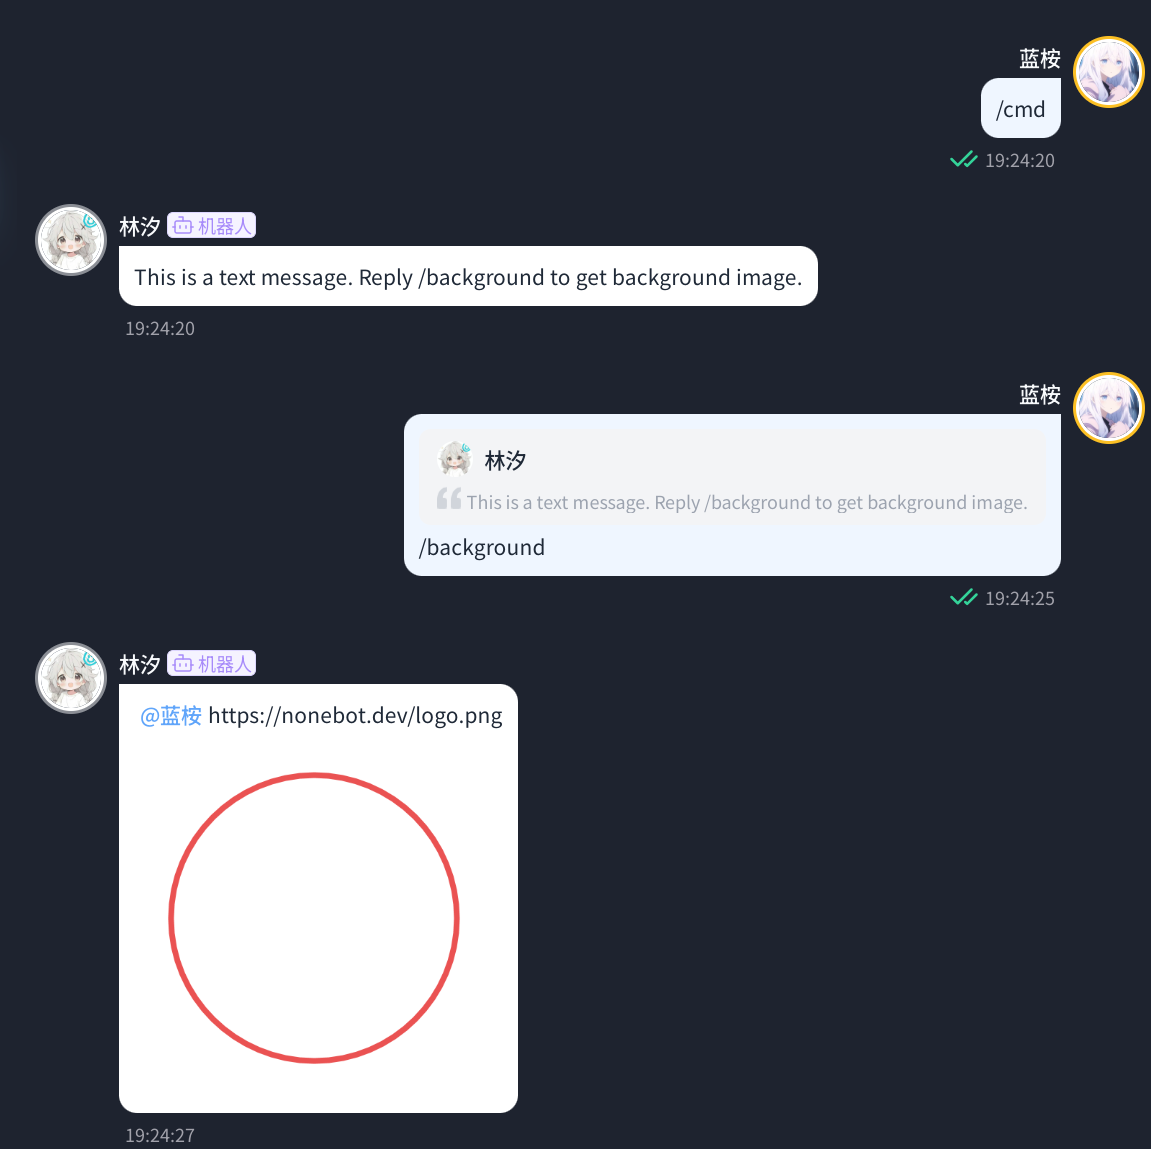 蓝桉
/cmd
19:24:20
林汐 机器人
This is a text message. Reply /background to get background image.
19:24:20
蓝桉
林汐
This is a text message. Reply /background to get background image.
/background
19:24:25
林汐 机器人
@蓝桉 https://nonebot.dev/logo.png
19:24:27